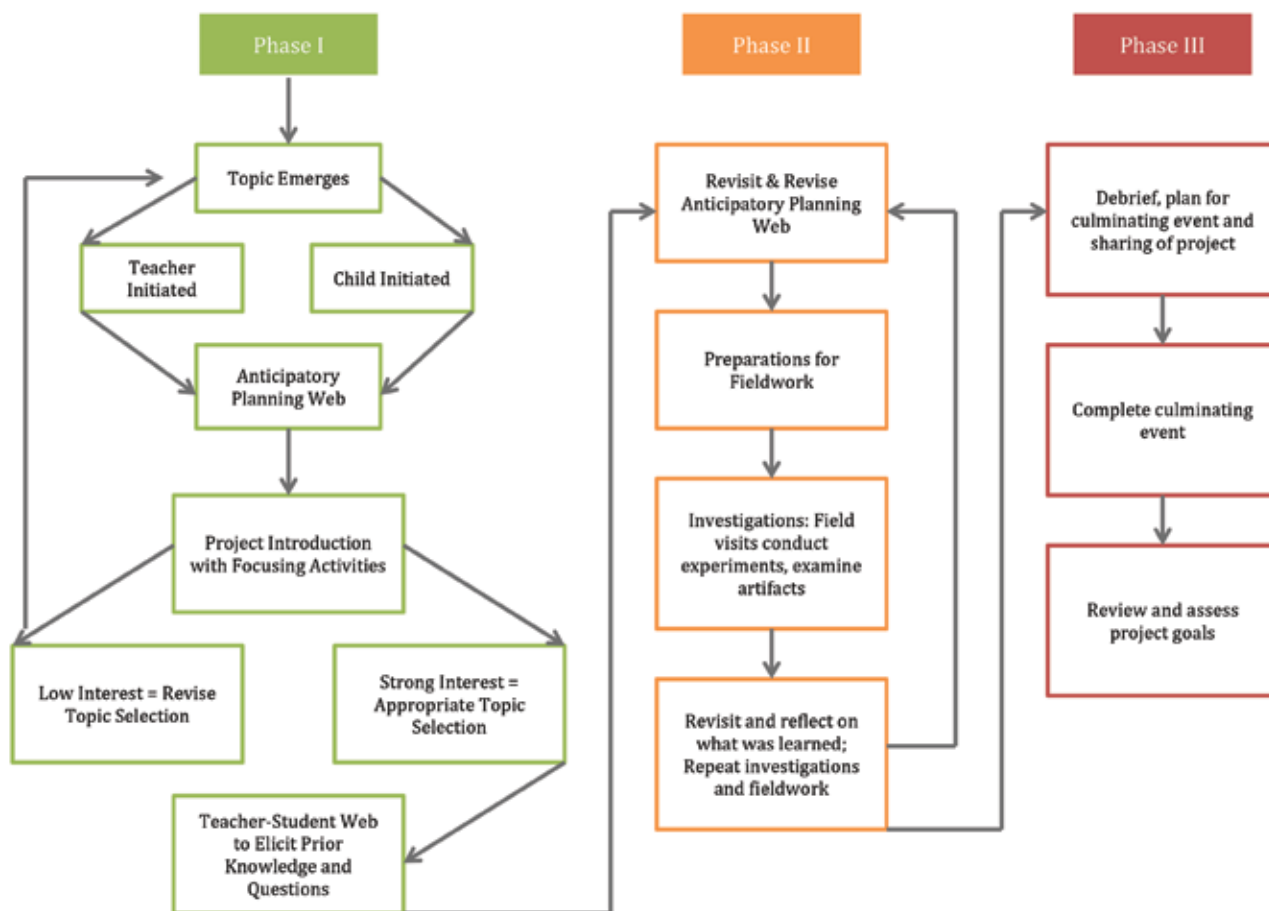 Phase I
Topic Emerges
Teacher
Initiated
Child Initiated
Anticipatory
Planning Web
Project Introduction
with Focusing Activities
Low Interest = Revise
Topic Selection
Strong Interest =
Appropriate Topic
Selection
Teacher-Student Web
to Elicit Prior
Knowledge and
Questions
Phase II
Revisit & Revise
Anticipatory Planning
Web
Preparations for
Fieldwork
Investigations: Field
visits conduct
experiments, examine
artifacts
Revisit and reflect on
what was learned;
Repeat investigations
and fieldwork
Phase III
Debrief, plan for
culminating event and
sharing of project
Complete culminating
event
Review and assess
project goals